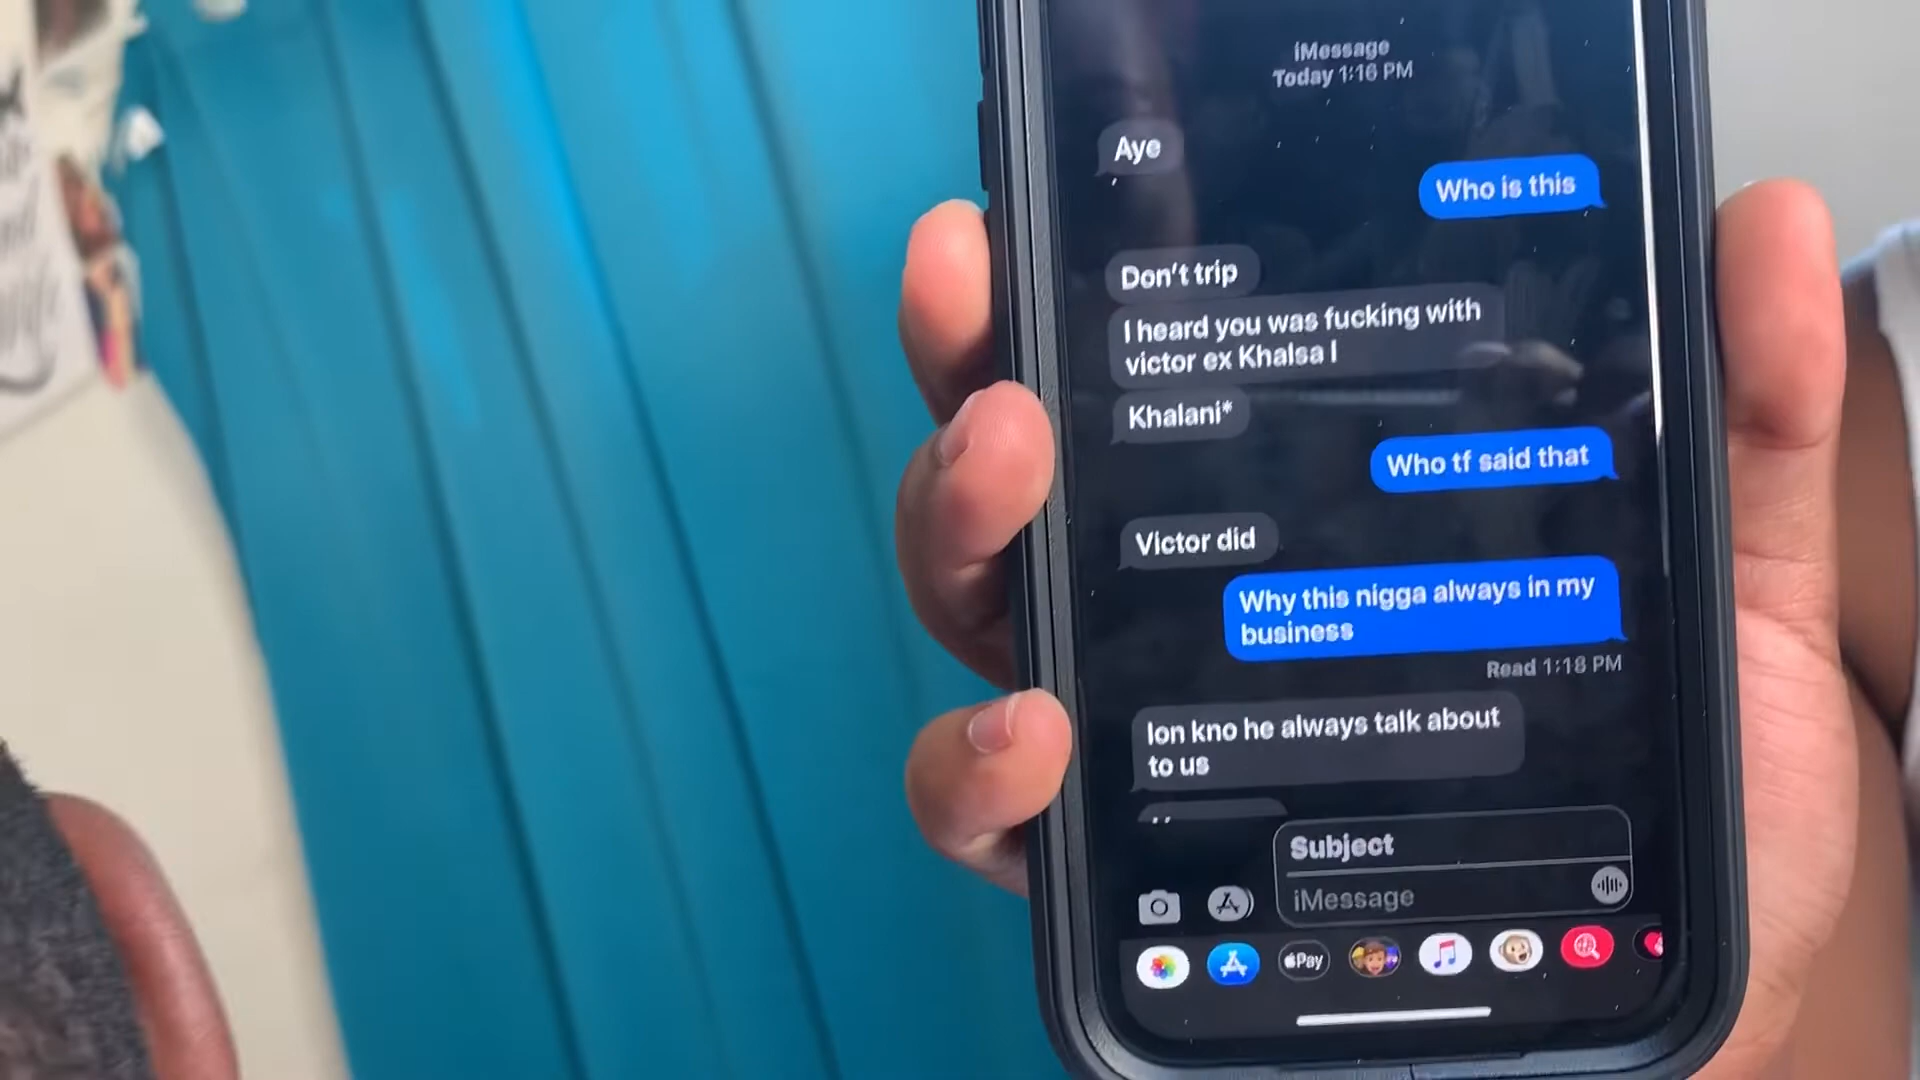 iMessage
Today 1:16 PM
Aye
Who is this
Don't trip
I heard you was fucking with
victor ex Khalsa l
Khalani*
Who tf said that
Victor did
Why this nigga always in my
business
Read 1:18 PM
Ion kno he always talk about
to us
Subject
iMessage
Pay